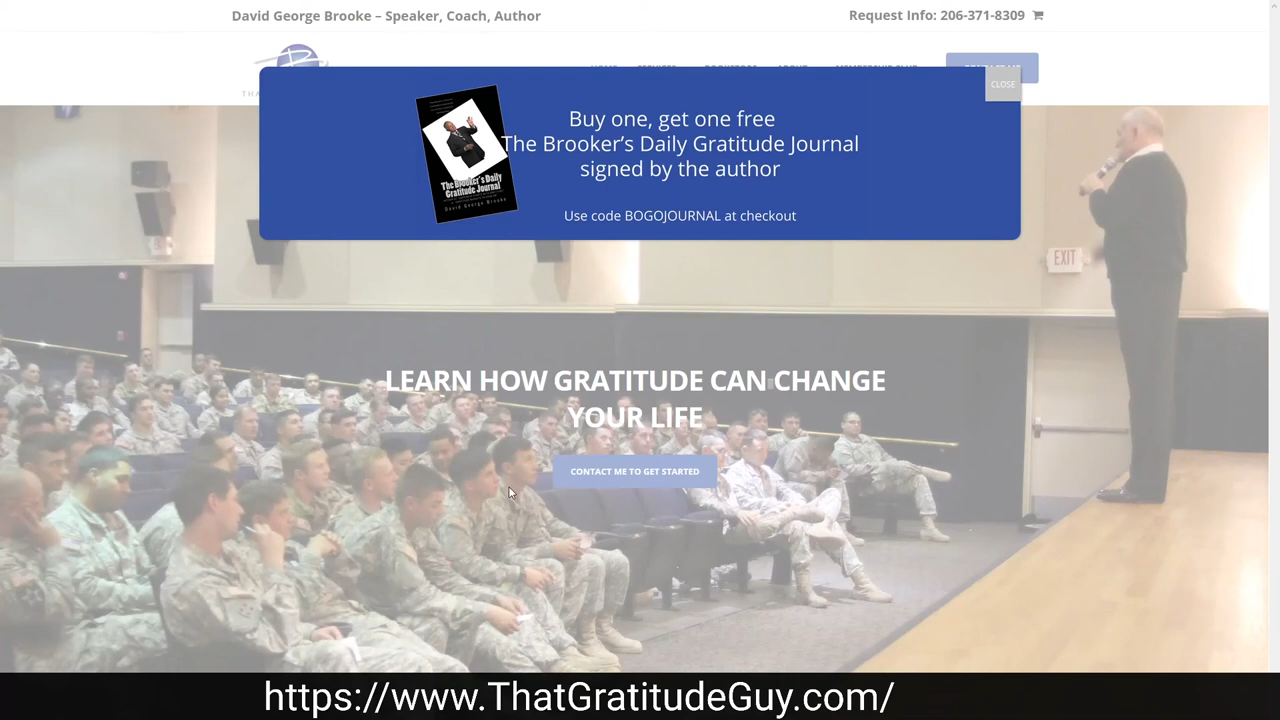 David George Brooke – Speaker, Coach, Author
Request Info: 206-371-8309
CLOSE
Buy one, get one free
The Brooker's Daily Gratitude Journal
signed by the author
The Brooker's Daily
Gratitude Journal
David George Brooke
Use code BOGOJOURNAL at checkout
EXIT
LEARN HOW GRATITUDE CAN CHANGE
YOUR LIFE
CONTACT ME TO GET STARTED
https://www.ThatGratitudeGuy.com/